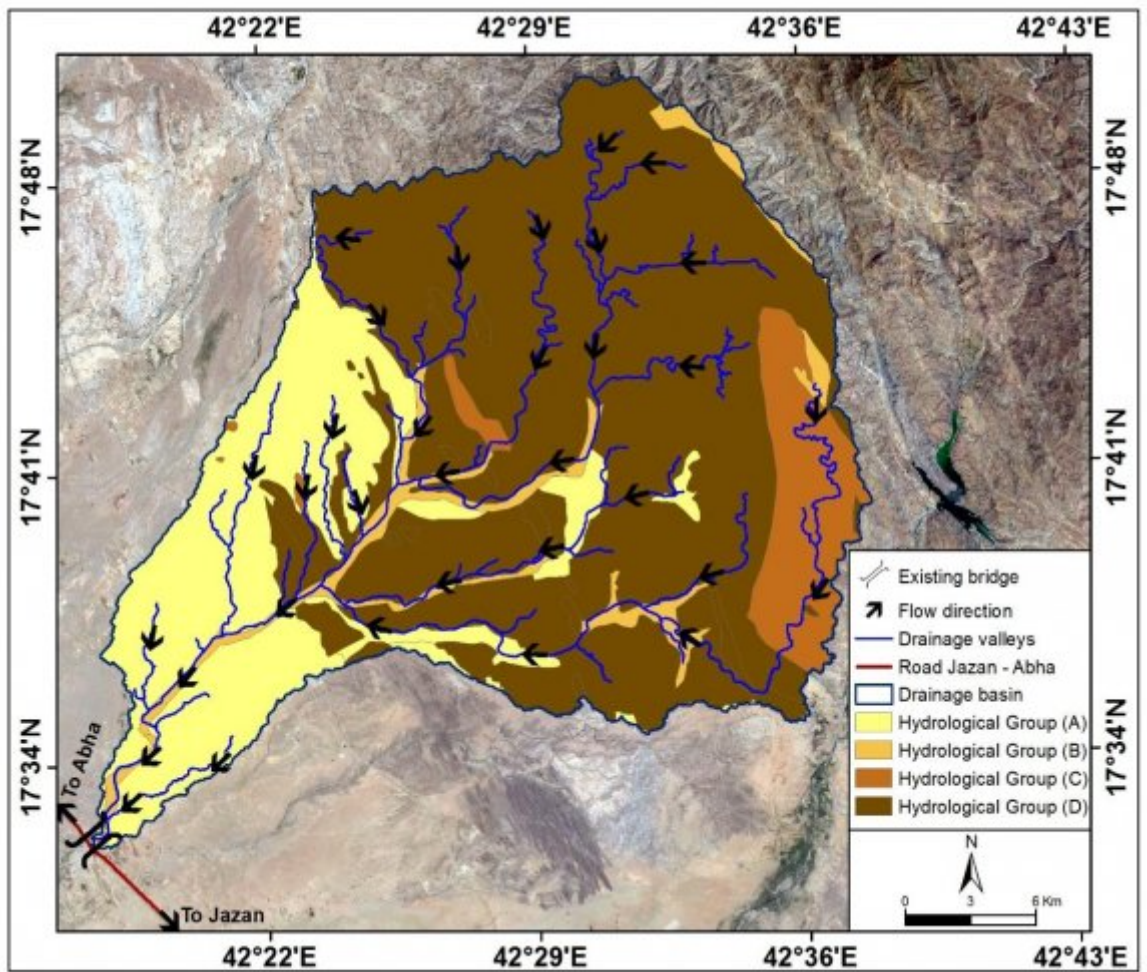 42°22'E 42°29'E 42°36'E 42°43'E
17°48'N
17°48'N
17°41'N
17°41'N
17°34'N
17°34'N
Existing bridge
Flow direction
Drainage valleys
Road Jazan - Abha
Drainage basin
Hydrological Group (A)
Hydrological Group (B)
Hydrological Group (C)
Hydrological Group (D)
N
0 3 6 Km
To Abha
To Jazan
42°22'E 42°29'E 42°36'E 42°43'E